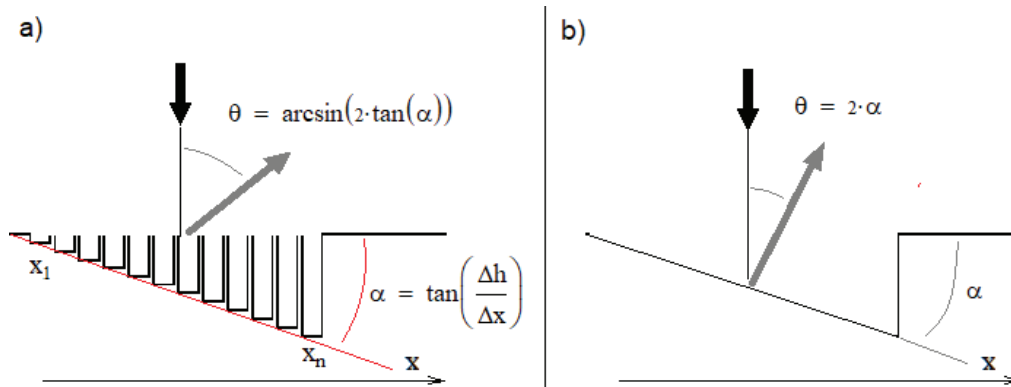 a)
θ = arcsin(2·tan(α))
x₁
α = tan(Δh/Δx)
xₙ
x
b)
θ = 2·α
α
x